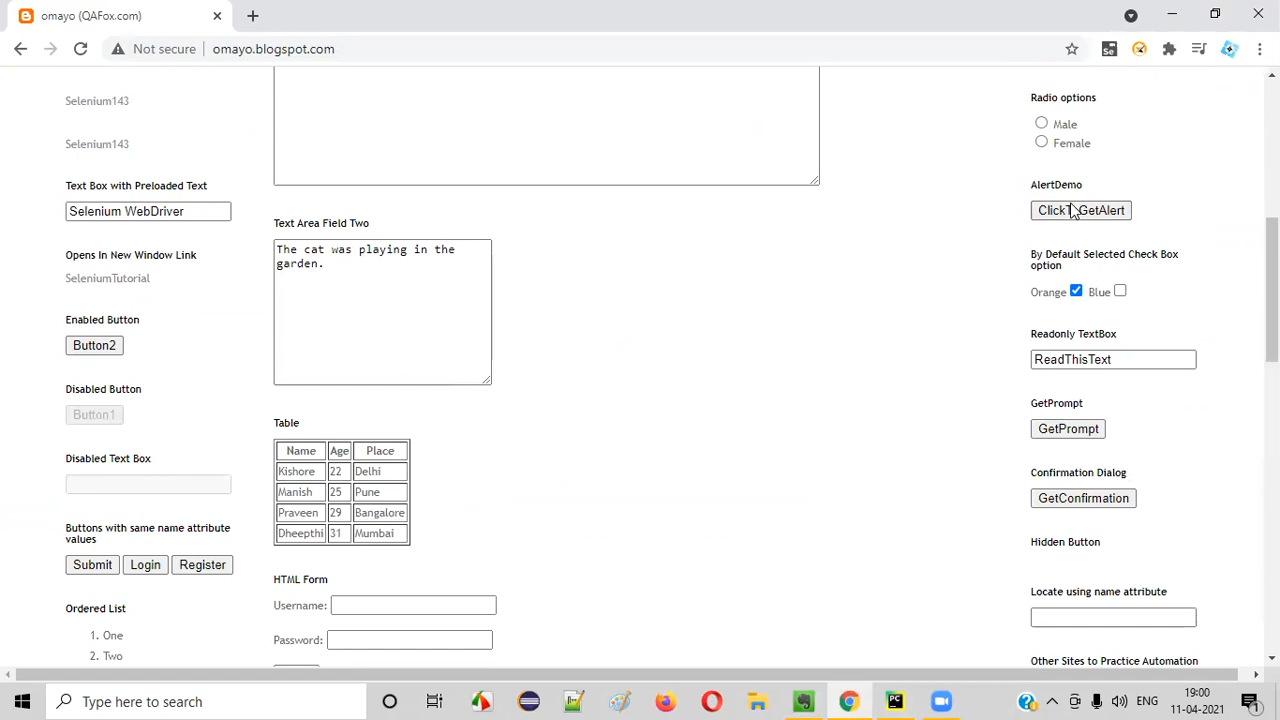 omayo (QAFox.com)
Not secure
omayo.blogspot.com
Selenium143
Selenium143
Text Box with Preloaded Text
Selenium WebDriver
Opens In New Window Link
SeleniumTutorial
Enabled Button
Button2
Disabled Button
Button1
Disabled Text Box
Buttons with same name attribute
values
Submit Login Register
Ordered List
1. One
2. Two
Text Area Field Two
The cat was playing in the
garden.
Table
Name Age Place
Kishore 22 Delhi
Manish 25 Pune
Praveen 29 Bangalore
Dheepthi 31 Mumbai
HTML Form
Username:
Password:
Radio options
Male
Female
AlertDemo
ClickToGetAlert
By Default Selected Check Box
option
Orange Blue
Readonly TextBox
ReadThisText
GetPrompt
GetPrompt
Confirmation Dialog
GetConfirmation
Hidden Button
Locate using name attribute
Other Sites to Practice Automation
Type here to search
ENG
19:00
11-04-2021